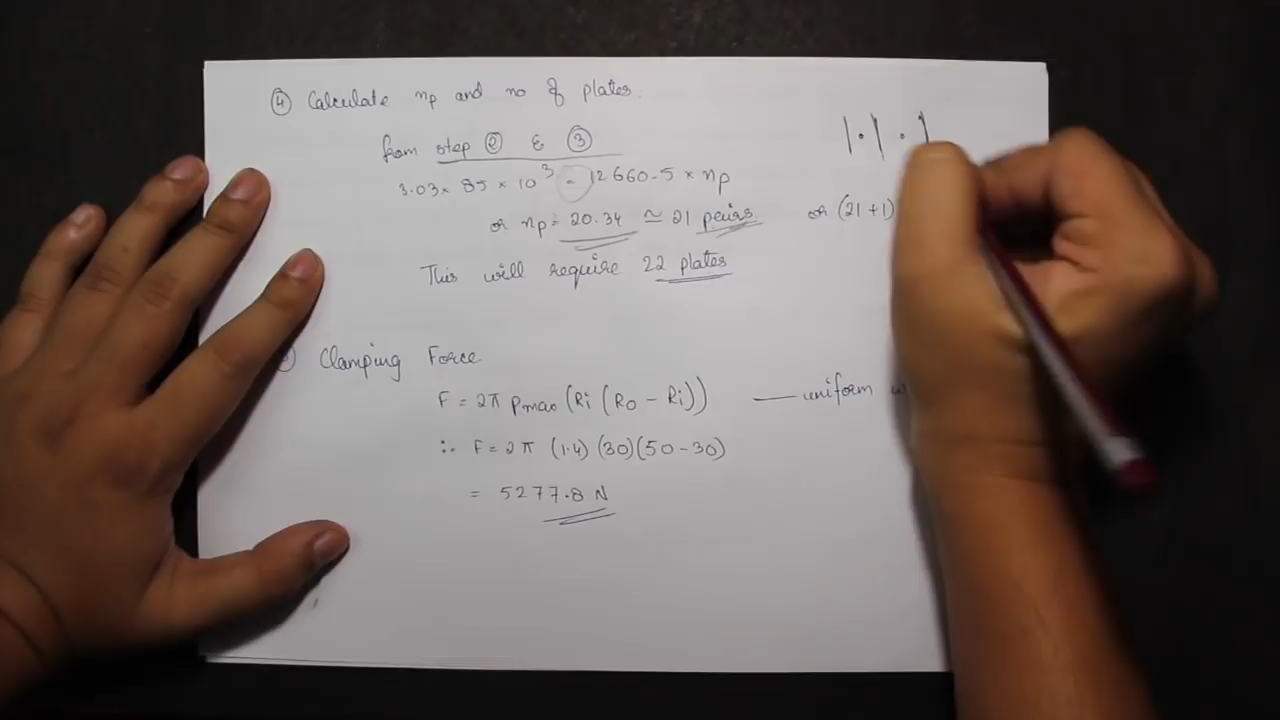 ④ Calculate np and no of plates.
from step ② & ③
3.03 × 85 × 10³ = 12660.5 × np
or np = 20.34 ≃ 21 pairs. or (21+1)
This will require 22 plates
Clamping Force
F = 2π pmax (Ri (Ro - Ri)) — uniform
∴ F = 2π (1.4) (30)(50-30)
= 5277.8 N